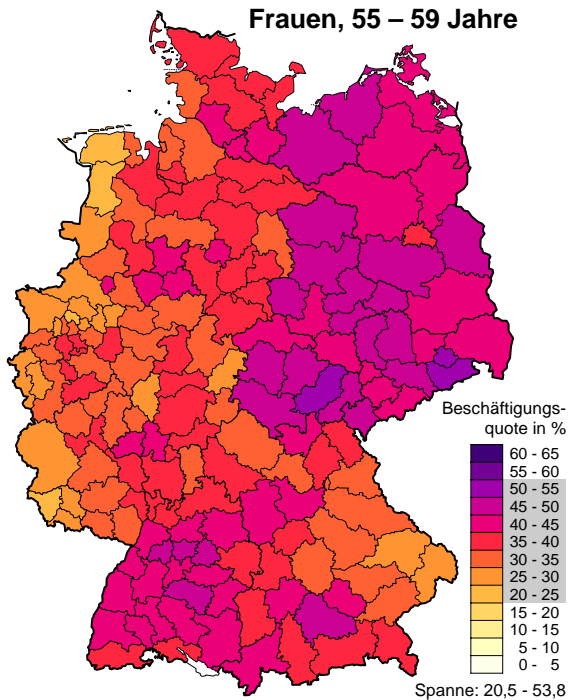 Frauen, 55 – 59 Jahre
Beschäftigungs-
quote in %
60 - 65
55 - 60
50 - 55
45 - 50
40 - 45
35 - 40
30 - 35
25 - 30
20 - 25
15 - 20
10 - 15
5 - 10
0 - 5
Spanne: 20,5 - 53,8